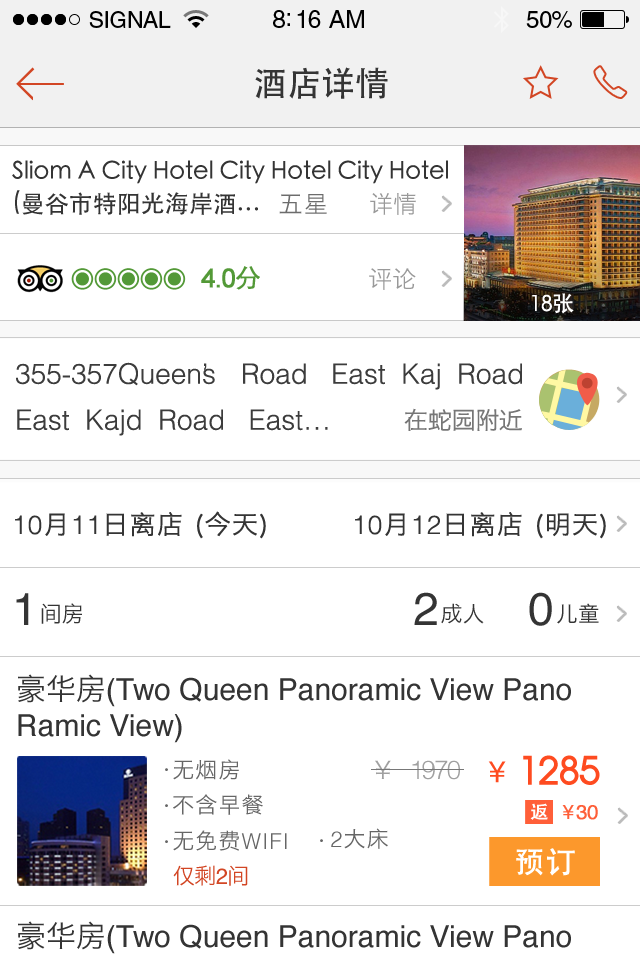 SIGNAL 8:16 AM 50%
酒店详情
Sliom A City Hotel City Hotel City Hotel
(曼谷市特阳光海岸酒... 五星 详情
4.0分 评论
18张
355-357Queen's Road East Kaj Road
East Kajd Road East... 在蛇园附近
10月11日离店 (今天) 10月12日离店 (明天)
1间房 2成人 0儿童
豪华房(Two Queen Panoramic View Pano
Ramic View)
·无烟房 ¥ 1970 ¥ 1285
·不含早餐 返 ¥30
·无免费WIFI ·2大床
仅剩2间 预订
豪华房(Two Queen Panoramic View Pano